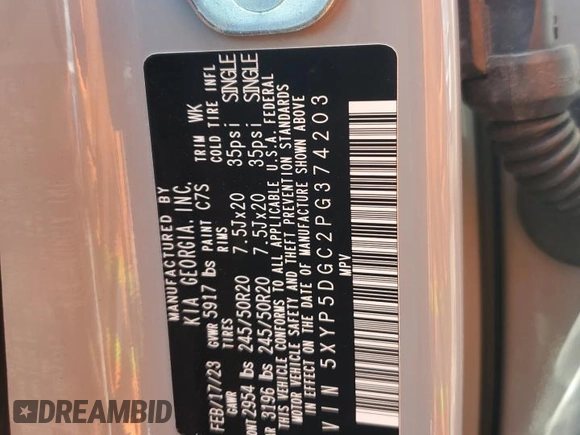 MANUFACTURED BY
KIA GEORGIA, INC.
FEB/17/23 GVWR 5917 lbs PAINT C7S TRIM WK
GAWR TIRES RIMS COLD TIRE INFL
2954 lbs 245/50R20 7.5Jx20 35psi SINGLE
3196 lbs 245/50R20 7.5Jx20 35psi SINGLE
THIS VEHICLE CONFORMS TO ALL APPLICABLE U.S.A. FEDERAL
MOTOR VEHICLE SAFETY AND THEFT PREVENTION STANDARDS
IN EFFECT ON THE DATE OF MANUFACTURE SHOWN ABOVE
VIN 5XYP5DGC2PG374203
MPV
DREAMBID